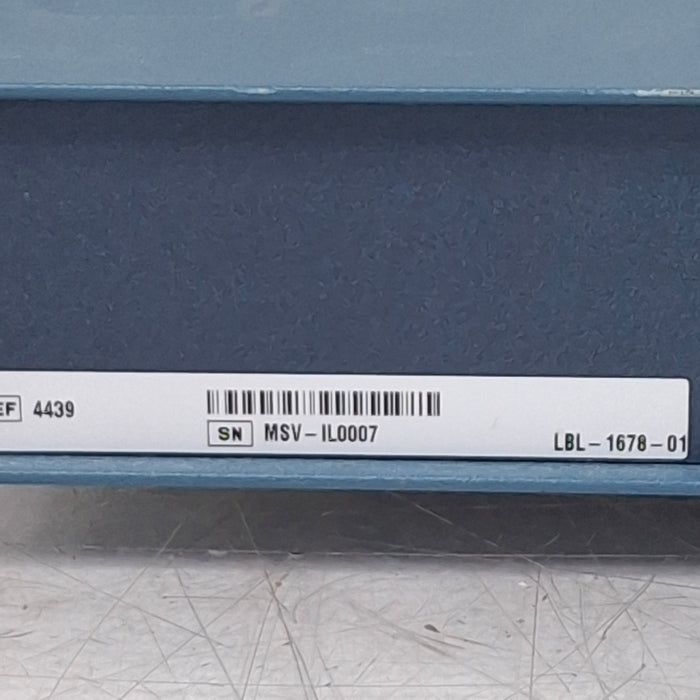 EF 4439
SN MSV-IL0007
LBL-1678-01